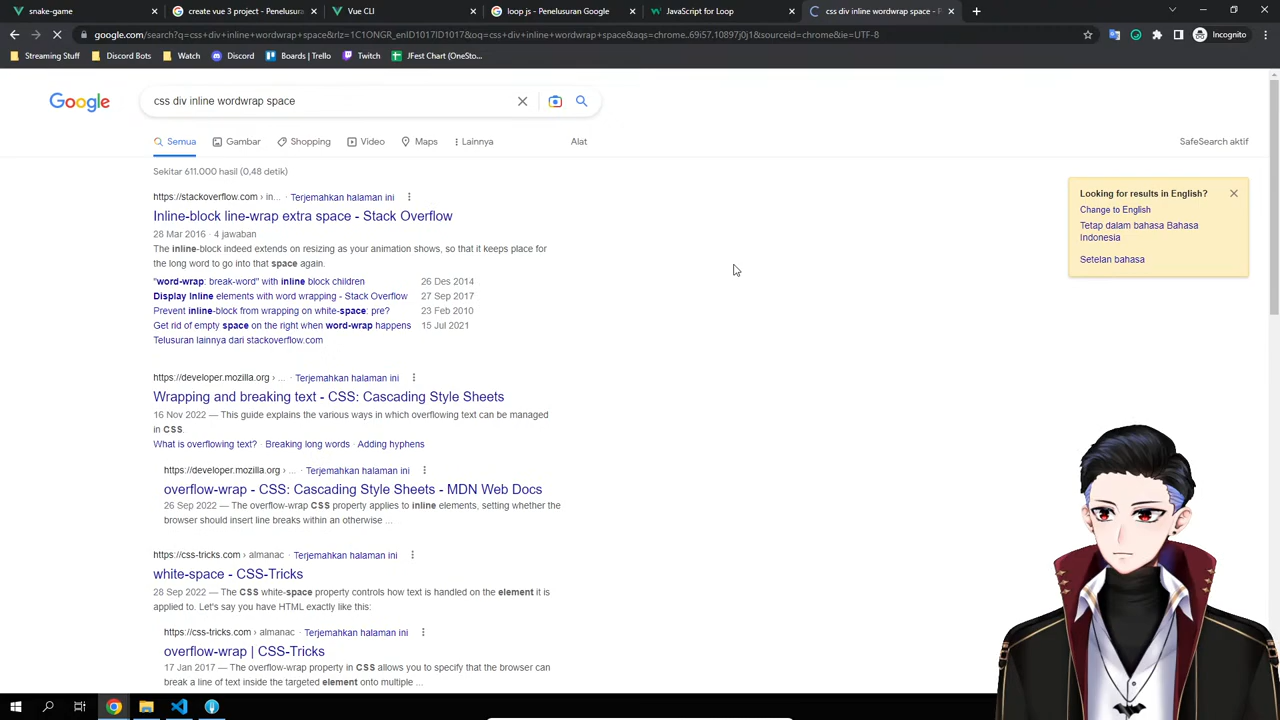 snake-game
create vue 3 project - Penelusura
Vue CLI
loop js - Penelusuran Google
JavaScript for Loop
css div inline wordwrap space - P
google.com/search?q=css+div+inline+wordwrap+space&rlz=1C1ONGR_enID1017ID1017&oq=css+div+inline+wordwrap+space&aqs=chrome..69i57.10897j0j1&sourceid=chrome&ie=UTF-8
Incognito
Streaming Stuff
Discord Bots
Watch
Discord
Boards | Trello
Twitch
JFest Chart (OneSto...
Google
css div inline wordwrap space
Semua
Gambar
Shopping
Video
Maps
Lainnya
Alat
SafeSearch aktif
Sekitar 611.000 hasil (0,48 detik)
https://stackoverflow.com › in... · Terjemahkan halaman ini
Inline-block line-wrap extra space - Stack Overflow
28 Mar 2016 · 4 jawaban
The inline-block indeed extends on resizing as your animation shows, so that it keeps place for
the long word to go into that space again.
"word-wrap: break-word" with inline block children 26 Des 2014
Display Inline elements with word wrapping - Stack Overflow 27 Sep 2017
Prevent inline-block from wrapping on white-space: pre? 23 Feb 2010
Get rid of empty space on the right when word-wrap happens 15 Jul 2021
Telusuran lainnya dari stackoverflow.com
https://developer.mozilla.org › ... · Terjemahkan halaman ini
Wrapping and breaking text - CSS: Cascading Style Sheets
16 Nov 2022 — This guide explains the various ways in which overflowing text can be managed
in CSS.
What is overflowing text? · Breaking long words · Adding hyphens
https://developer.mozilla.org › ... · Terjemahkan halaman ini
overflow-wrap - CSS: Cascading Style Sheets - MDN Web Docs
26 Sep 2022 — The overflow-wrap CSS property applies to inline elements, setting whether the
browser should insert line breaks within an otherwise ...
https://css-tricks.com › almanac · Terjemahkan halaman ini
white-space - CSS-Tricks
28 Sep 2022 — The CSS white-space property controls how text is handled on the element it is
applied to. Let's say you have HTML exactly like this:
https://css-tricks.com › almanac · Terjemahkan halaman ini
overflow-wrap | CSS-Tricks
17 Jan 2017 — The overflow-wrap property in CSS allows you to specify that the browser can
break a line of text inside the targeted element onto multiple ...
Looking for results in English?
Change to English
Tetap dalam bahasa Bahasa
Indonesia
Setelan bahasa